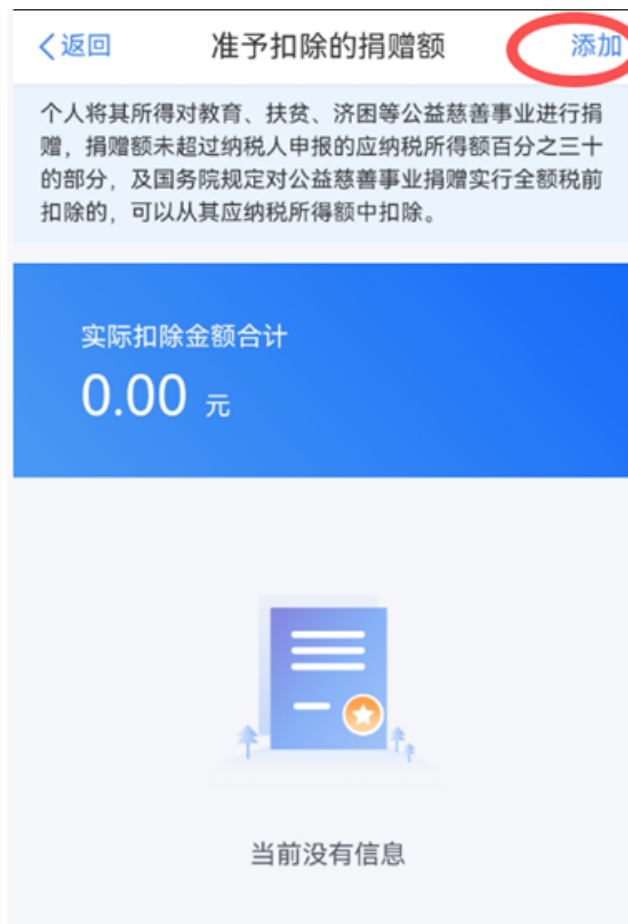 返回 准予扣除的捐赠额 添加
个人将其所得对教育、扶贫、济困等公益慈善事业进行捐
赠，捐赠额未超过纳税人申报的应纳税所得额百分之三十
的部分，及国务院规定对公益慈善事业捐赠实行全额税前
扣除的，可以从其应纳税所得额中扣除。
实际扣除金额合计
0.00 元
当前没有信息